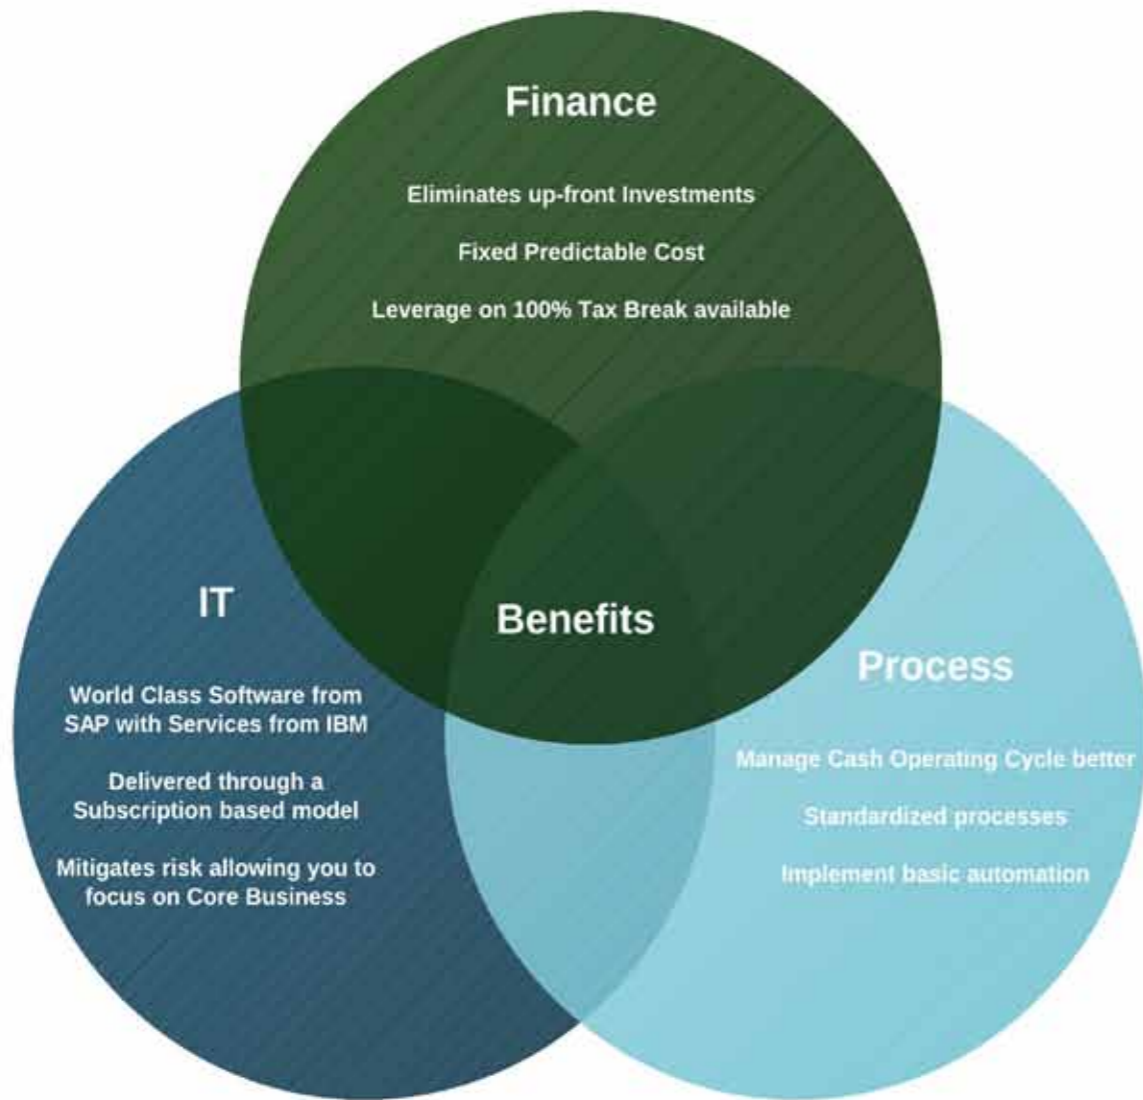 Finance
Eliminates up-front Investments
Fixed Predictable Cost
Leverage on 100% Tax Break available
IT
World Class Software from
SAP with Services from IBM
Delivered through a
Subscription based model
Mitigates risk allowing you to
focus on Core Business
Benefits
Process
Manage Cash Operating Cycle better
Standardized processes
Implement basic automation